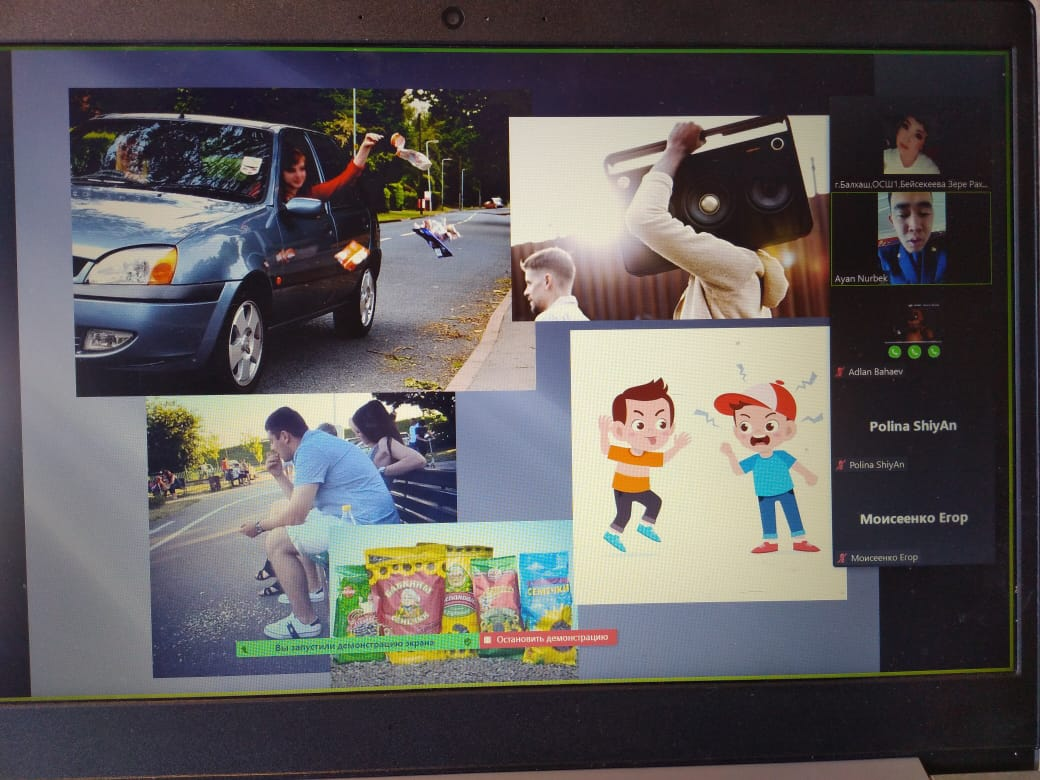 г.Балхаш,ОСШ1,Бейсекеева Зере Рах...
Ayan Nurbek
Adlan Bahaev
Polina ShiyAn
Polina ShiyAn
Моисеенко Егор
Моисеенко Егор
СЕМЕЧКИ
Вы запустили демонстрацию экрана
Остановить демонстрацию